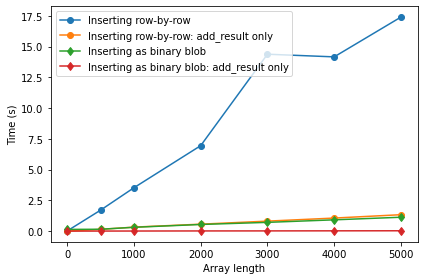 Inserting row-by-row
Inserting row-by-row: add_result only
Inserting as binary blob
Inserting as binary blob: add_result only
Time (s)
17.5
15.0
12.5
10.0
7.5
5.0
2.5
0.0
0 1000 2000 3000 4000 5000
Array length